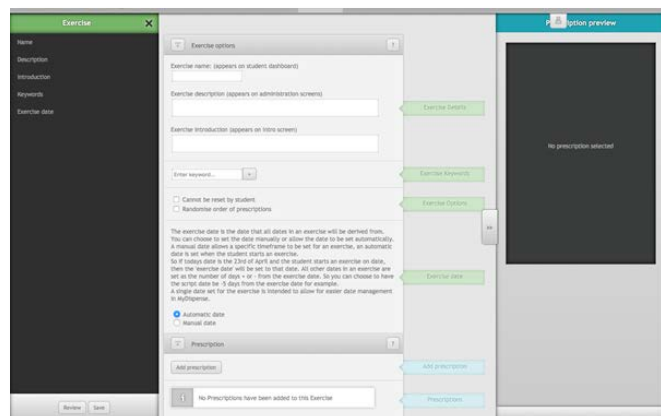 Exercise
Name
Description
Introduction
Keywords
Exercise date
Review
Save
Exercise options
Exercise name: (appears on student dashboard)
Exercise description (appears on administration screens)
Exercise Introduction (appears on intro screen)
Enter keyword...
+
Cannot be reset by student
Randomise order of prescriptions
The exercise date is the date that all dates in an exercise will be derived from.
You can choose to set the date manually or allow the date to be set automatically.
A manual date allows a specific timeframe to be set for an exercise, an automatic
date is set when the student starts an exercise.
So if todays date is the 23rd of April and the student starts an exercise on date,
then the 'exercise date' will be set to that date. All other dates in an exercise are
set as the number of days + or - from the exercise date. So you can choose to have
the script date be -5 days from the exercise date for example.
A single date set for the exercise is intended to allow for easier date management
in MyDispense.
Automatic date
Manual date
Prescription
Add prescription
No Prescriptions have been added to this Exercise
Exercise Details
Exercise Keywords
Exercise Options
Exercise date
Add prescription
Prescriptions
preview
No prescription selected